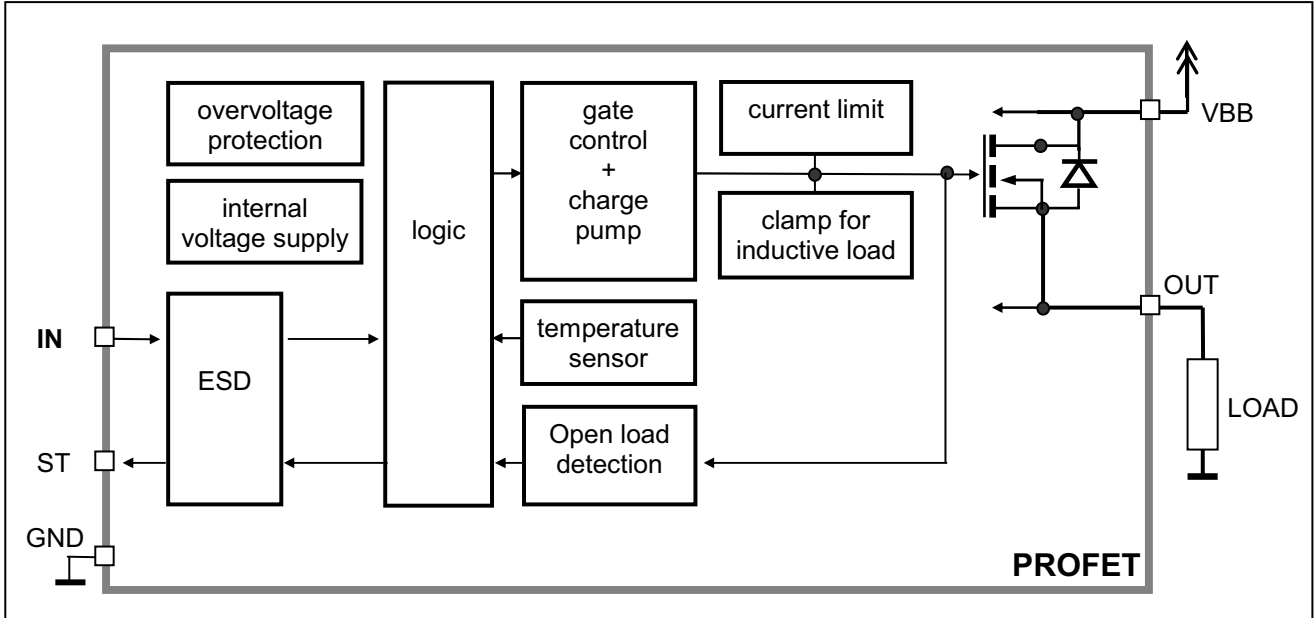 overvoltage
protection
internal
voltage supply
logic
gate
control
+
charge
pump
current limit
clamp for
inductive load
VBB
IN
ESD
temperature
sensor
OUT
LOAD
ST
Open load
detection
GND
PROFET